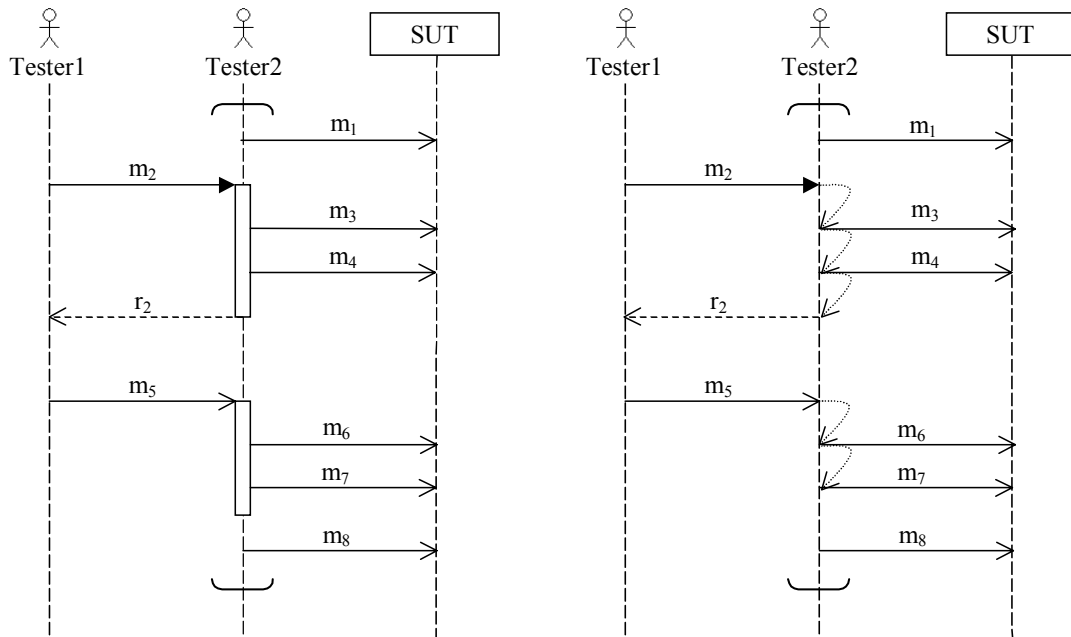 SUT
Tester1
Tester2
m₁
m₂
m₃
m₄
r₂
m₅
m₆
m₇
m₈
SUT
Tester1
Tester2
m₁
m₂
m₃
m₄
r₂
m₅
m₆
m₇
m₈